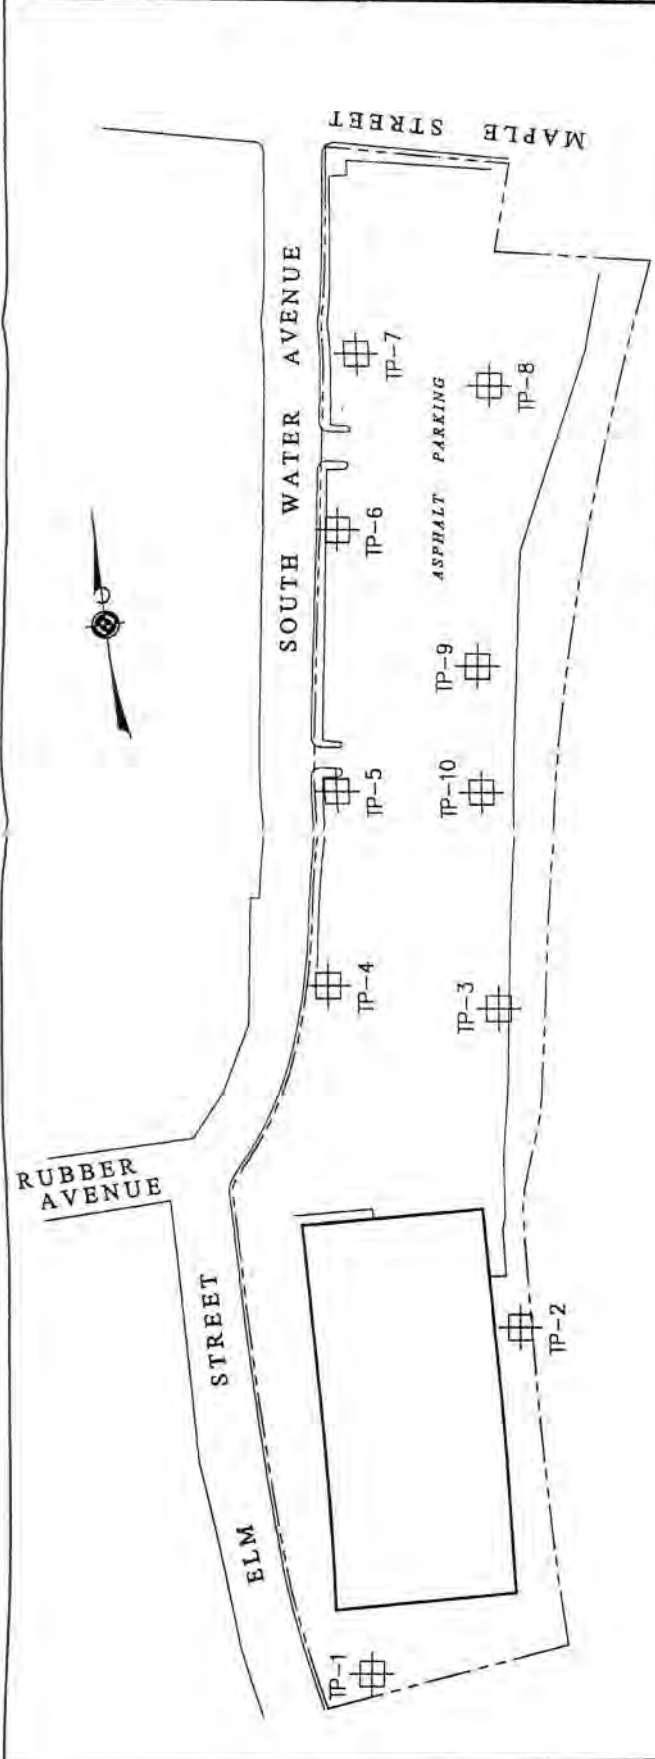 MAPLE STREET
SOUTH WATER AVENUE
TP-7
TP-8
ASPHALT PARKING
TP-6
TP-9
TP-5
TP-10
TP-4
TP-3
RUBBER
AVENUE
ELM STREET
TP-2
TP-1